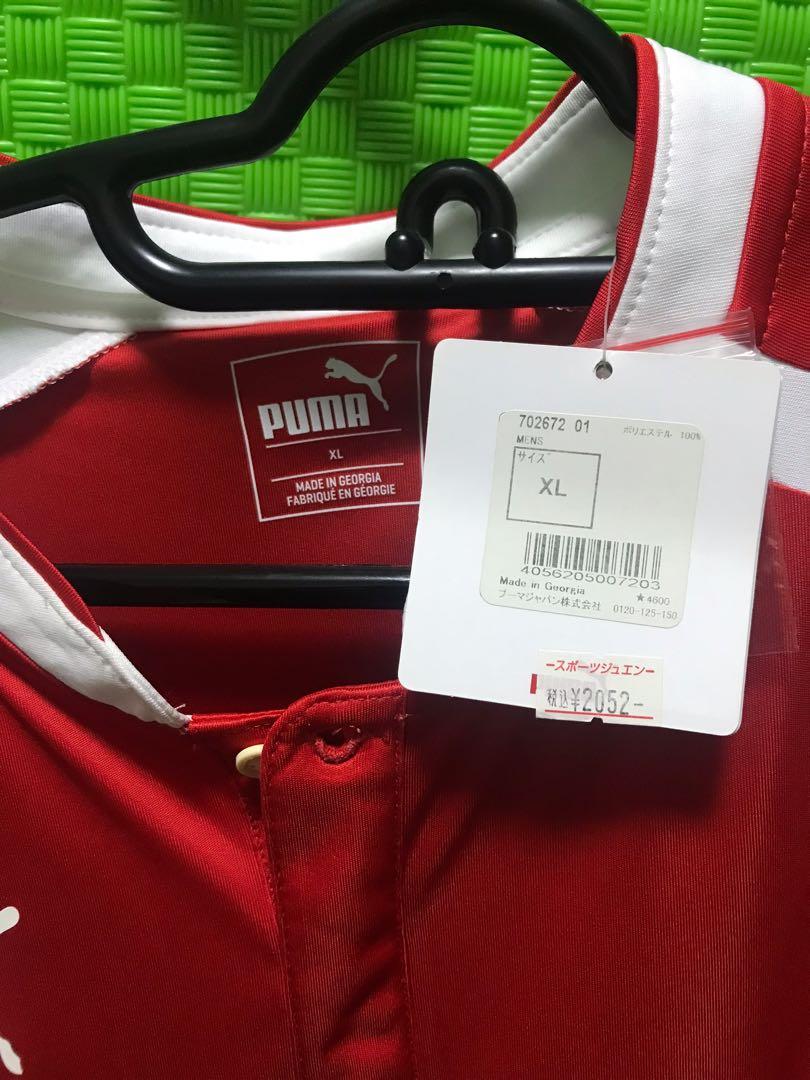 PUMA
XL
MADE IN GEORGIA
FABRIQUÉ EN GÉORGIE
702672 01
ポリエステル 100%
MENS
サイズ
XL
4056205007203
Made in Georgia
★4600
プーマジャパン株式会社
0120-125-150
ースポーツジュエンー
税込¥2052-